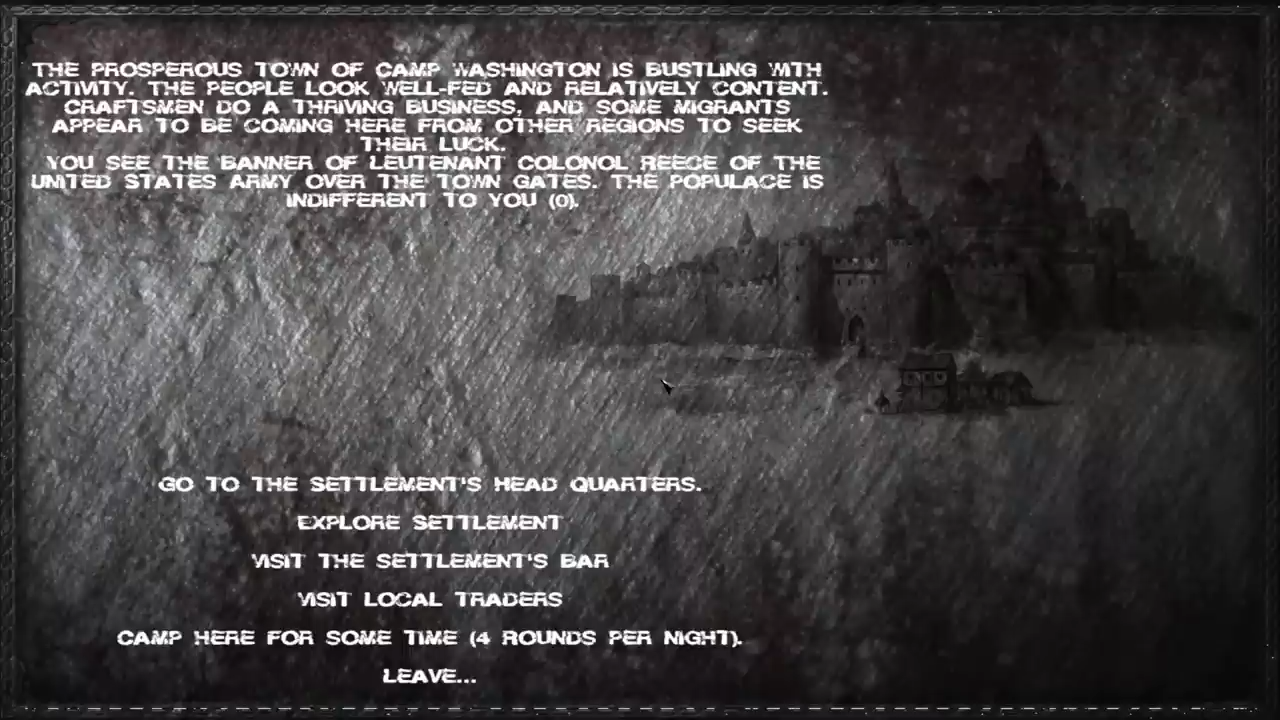 THE PROSPEROUS TOWN OF CAMP WASHINGTON IS BUSTLING WITH
ACTIVITY. THE PEOPLE LOOK WELL-FED AND RELATIVELY CONTENT.
CRAFTSMEN DO A THRIVING BUSINESS, AND SOME MIGRANTS
APPEAR TO BE COMING HERE FROM OTHER REGIONS TO SEEK
THEIR LUCK.
YOU SEE THE BANNER OF LEUTENANT COLONOL REECE OF THE
UNITED STATES ARMY OVER THE TOWN GATES. THE POPULACE IS
INDIFFERENT TO YOU (0).
GO TO THE SETTLEMENT'S HEAD QUARTERS.
EXPLORE SETTLEMENT
VISIT THE SETTLEMENT'S BAR
VISIT LOCAL TRADERS
CAMP HERE FOR SOME TIME (4 ROUNDS PER NIGHT).
LEAVE...